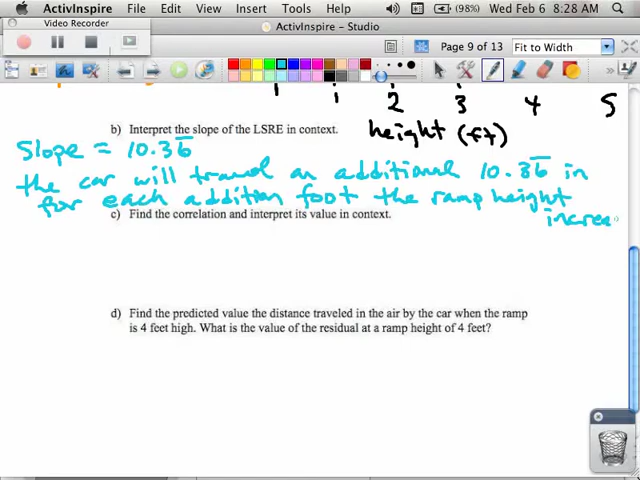 ActivInspire File Edit View Insert Tools Help (98%) Wed Feb 6 8:28 AM
Video Recorder
ActivInspire - Studio
Page 9 of 13 Fit to Width
1 2 3 4 5
height (ft)
b) Interpret the slope of the LSRE in context.
Slope = 10.36̅
the car will travel an additional 10.36̅ in
for each addition foot the ramp height
increa
c) Find the correlation and interpret its value in context.
d) Find the predicted value the distance traveled in the air by the car when the ramp
is 4 feet high. What is the value of the residual at a ramp height of 4 feet?